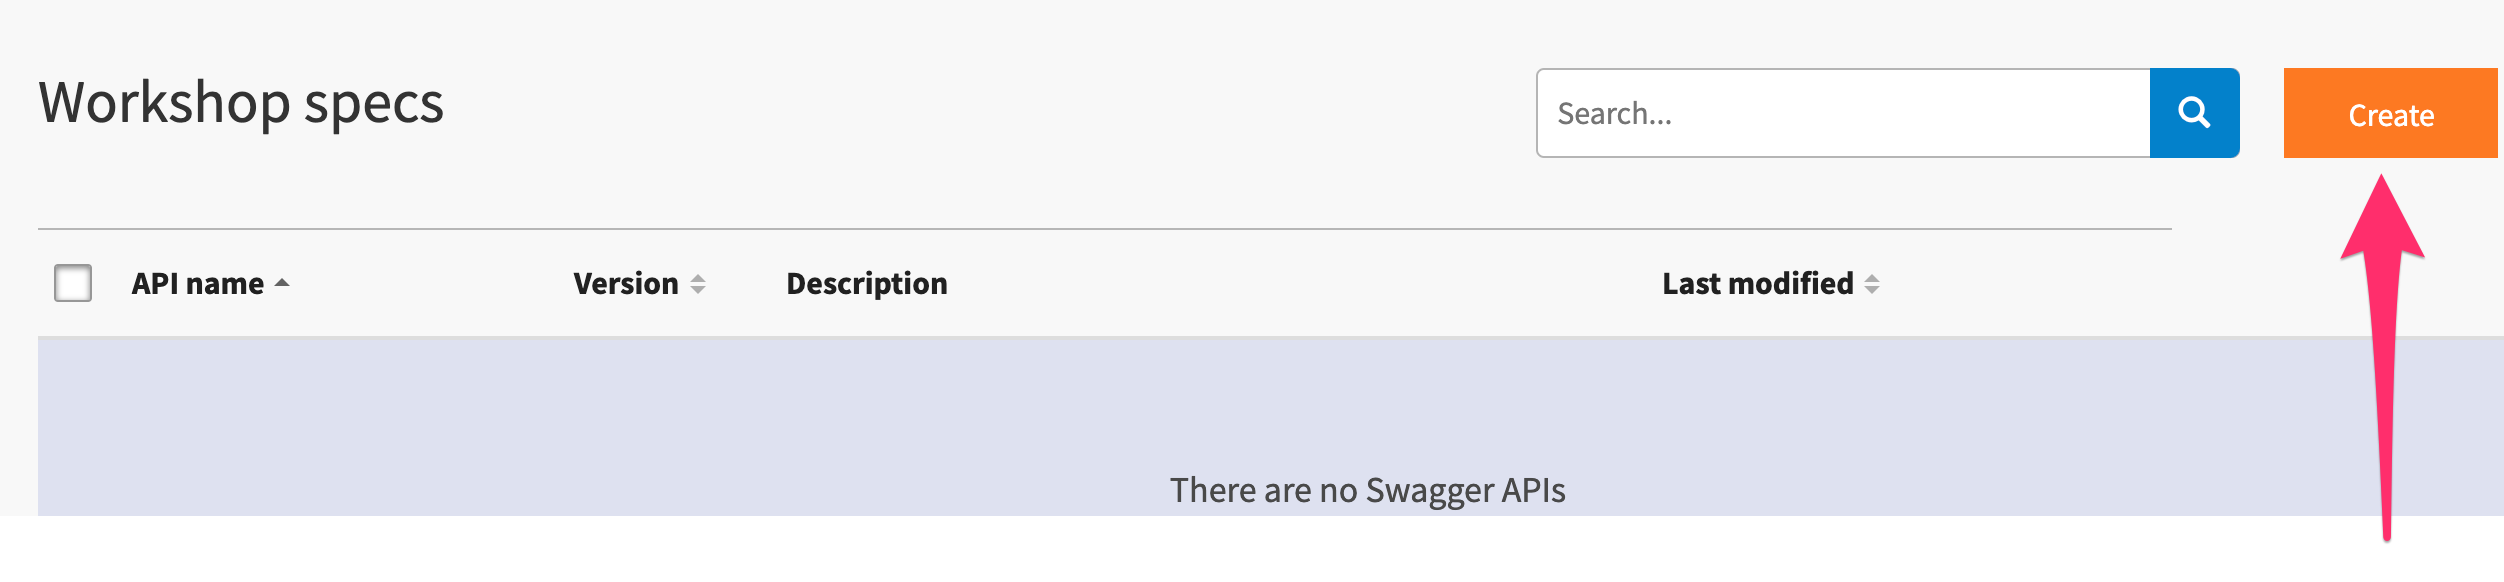 Workshop specs
Search...
Create
API name
Version
Description
Last modified
There are no Swagger APIs